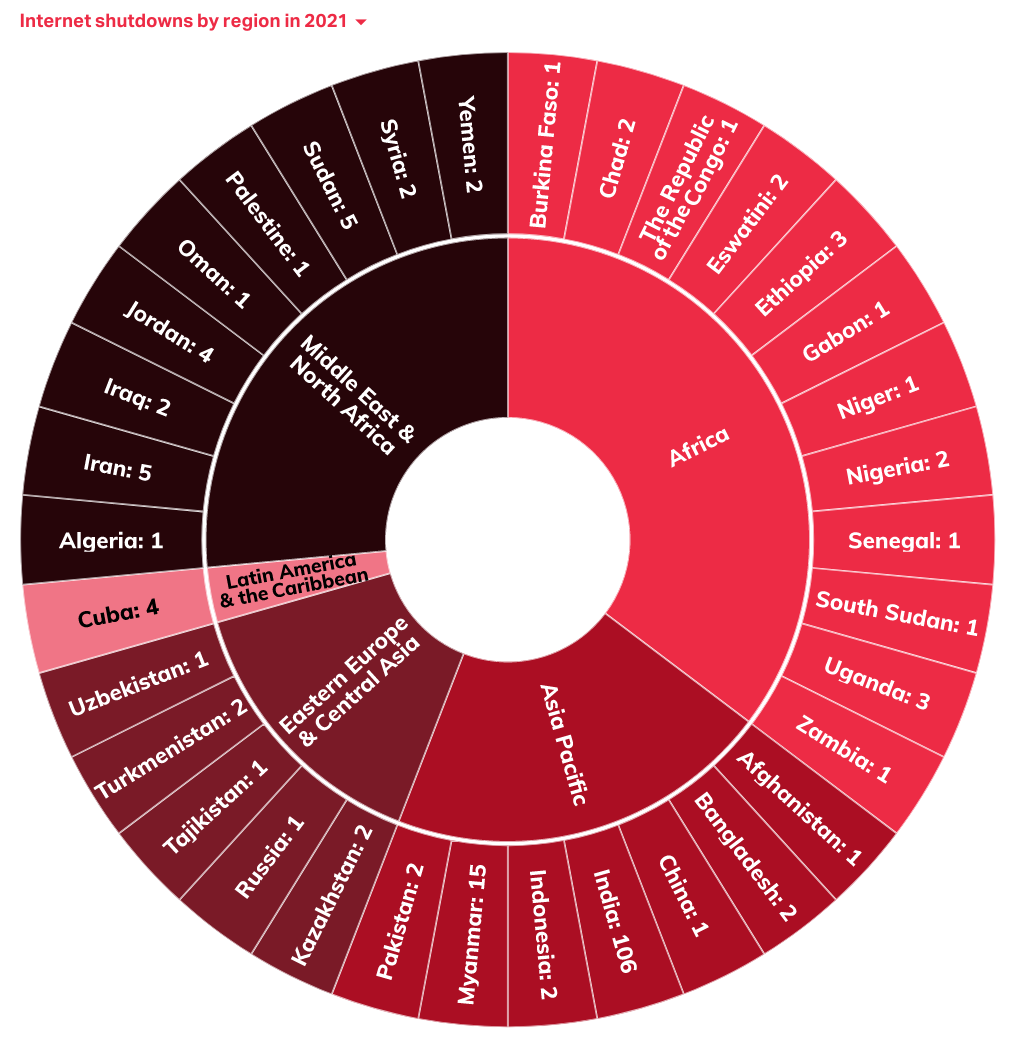 Internet shutdowns by region in 2021
Burkina Faso: 1
Chad: 2
The Republic
of the Congo: 1
Eswatini: 2
Ethiopia: 3
Gabon: 1
Niger: 1
Nigeria: 2
Senegal: 1
South Sudan: 1
Uganda: 3
Zambia: 1
Afghanistan: 1
Bangladesh: 2
China: 1
India: 106
Indonesia: 2
Myanmar: 15
Pakistan: 2
Kazakhstan: 2
Russia: 1
Tajikistan: 1
Turkmenistan: 2
Uzbekistan: 1
Cuba: 4
Algeria: 1
Iran: 5
Iraq: 2
Jordan: 4
Oman: 1
Palestine: 1
Sudan: 5
Syria: 2
Yemen: 2
Africa
Asia Pacific
Eastern Europe
& Central Asia
Latin America
& the Caribbean
Middle East &
North Africa